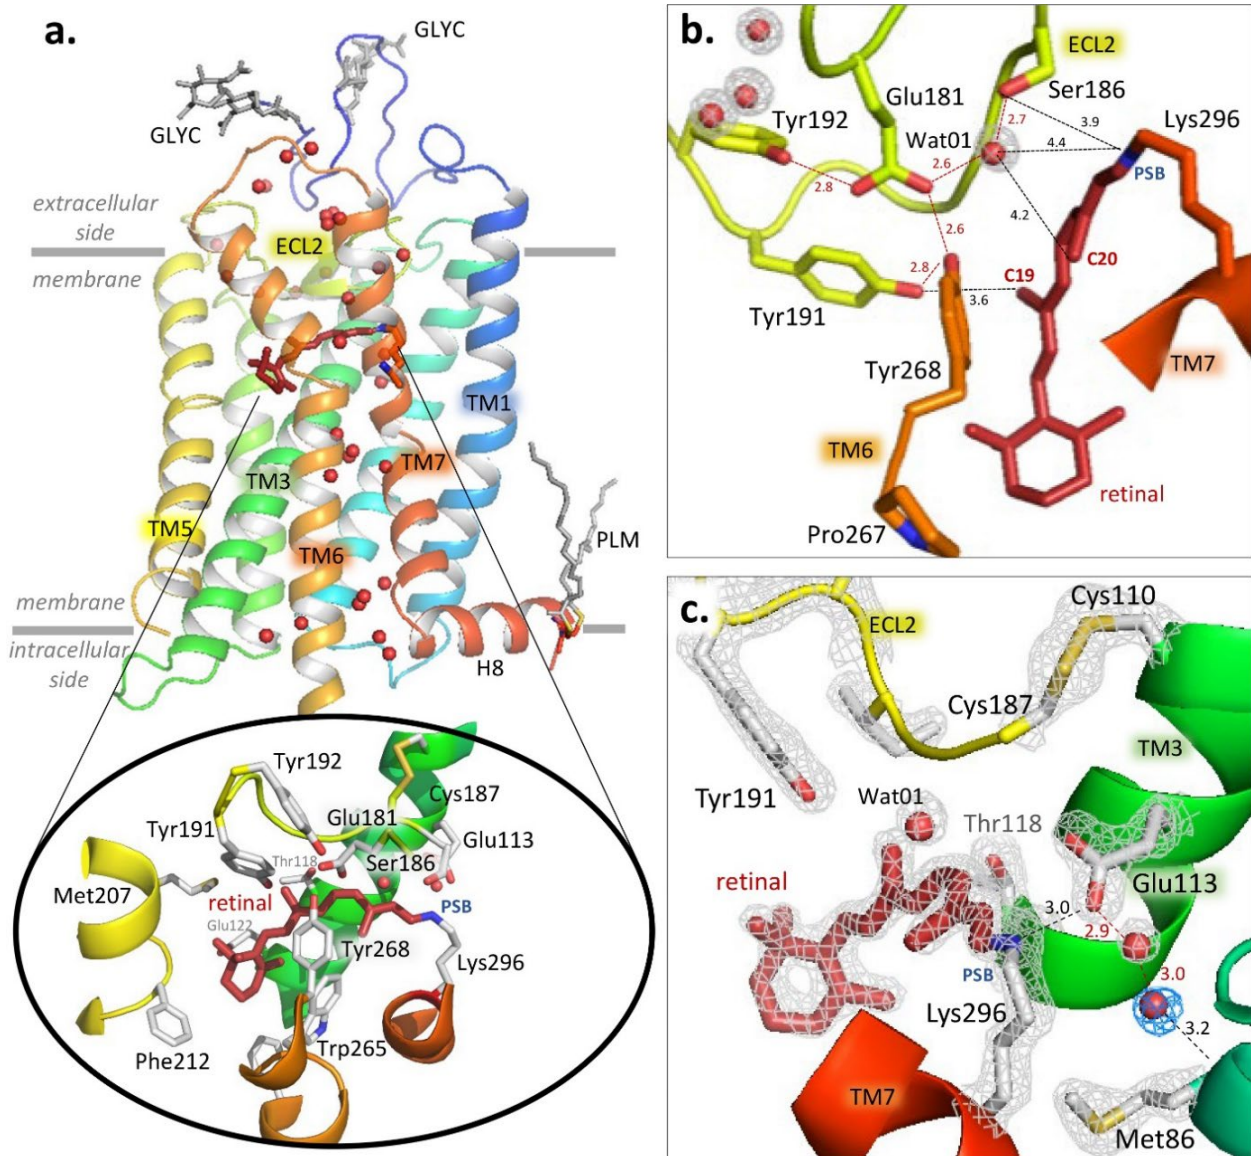 a.
GLYC
GLYC
extracellular
side
membrane
ECL2
TM1
TM7
TM3
TM5
TM6
PLM
membrane
intracellular
side
H8
Tyr192
Cys187
Tyr191
Glu181
Glu113
Thr118
Ser186
Met207
retinal
PSB
Glu122
Tyr268
Lys296
Phe212
Trp265
b.
ECL2
Glu181
Ser186
Tyr192
Wat01
2.7
3.9
Lys296
4.4
2.6
PSB
2.8
4.2
2.6
C20
2.8
C19
3.6
Tyr191
Tyr268
TM7
TM6
retinal
Pro267
c.
Cys110
ECL2
Cys187
TM3
Tyr191
Wat01
Thr118
retinal
Glu113
3.0
2.9
PSB
3.0
Lys296
3.2
TM7
Met86